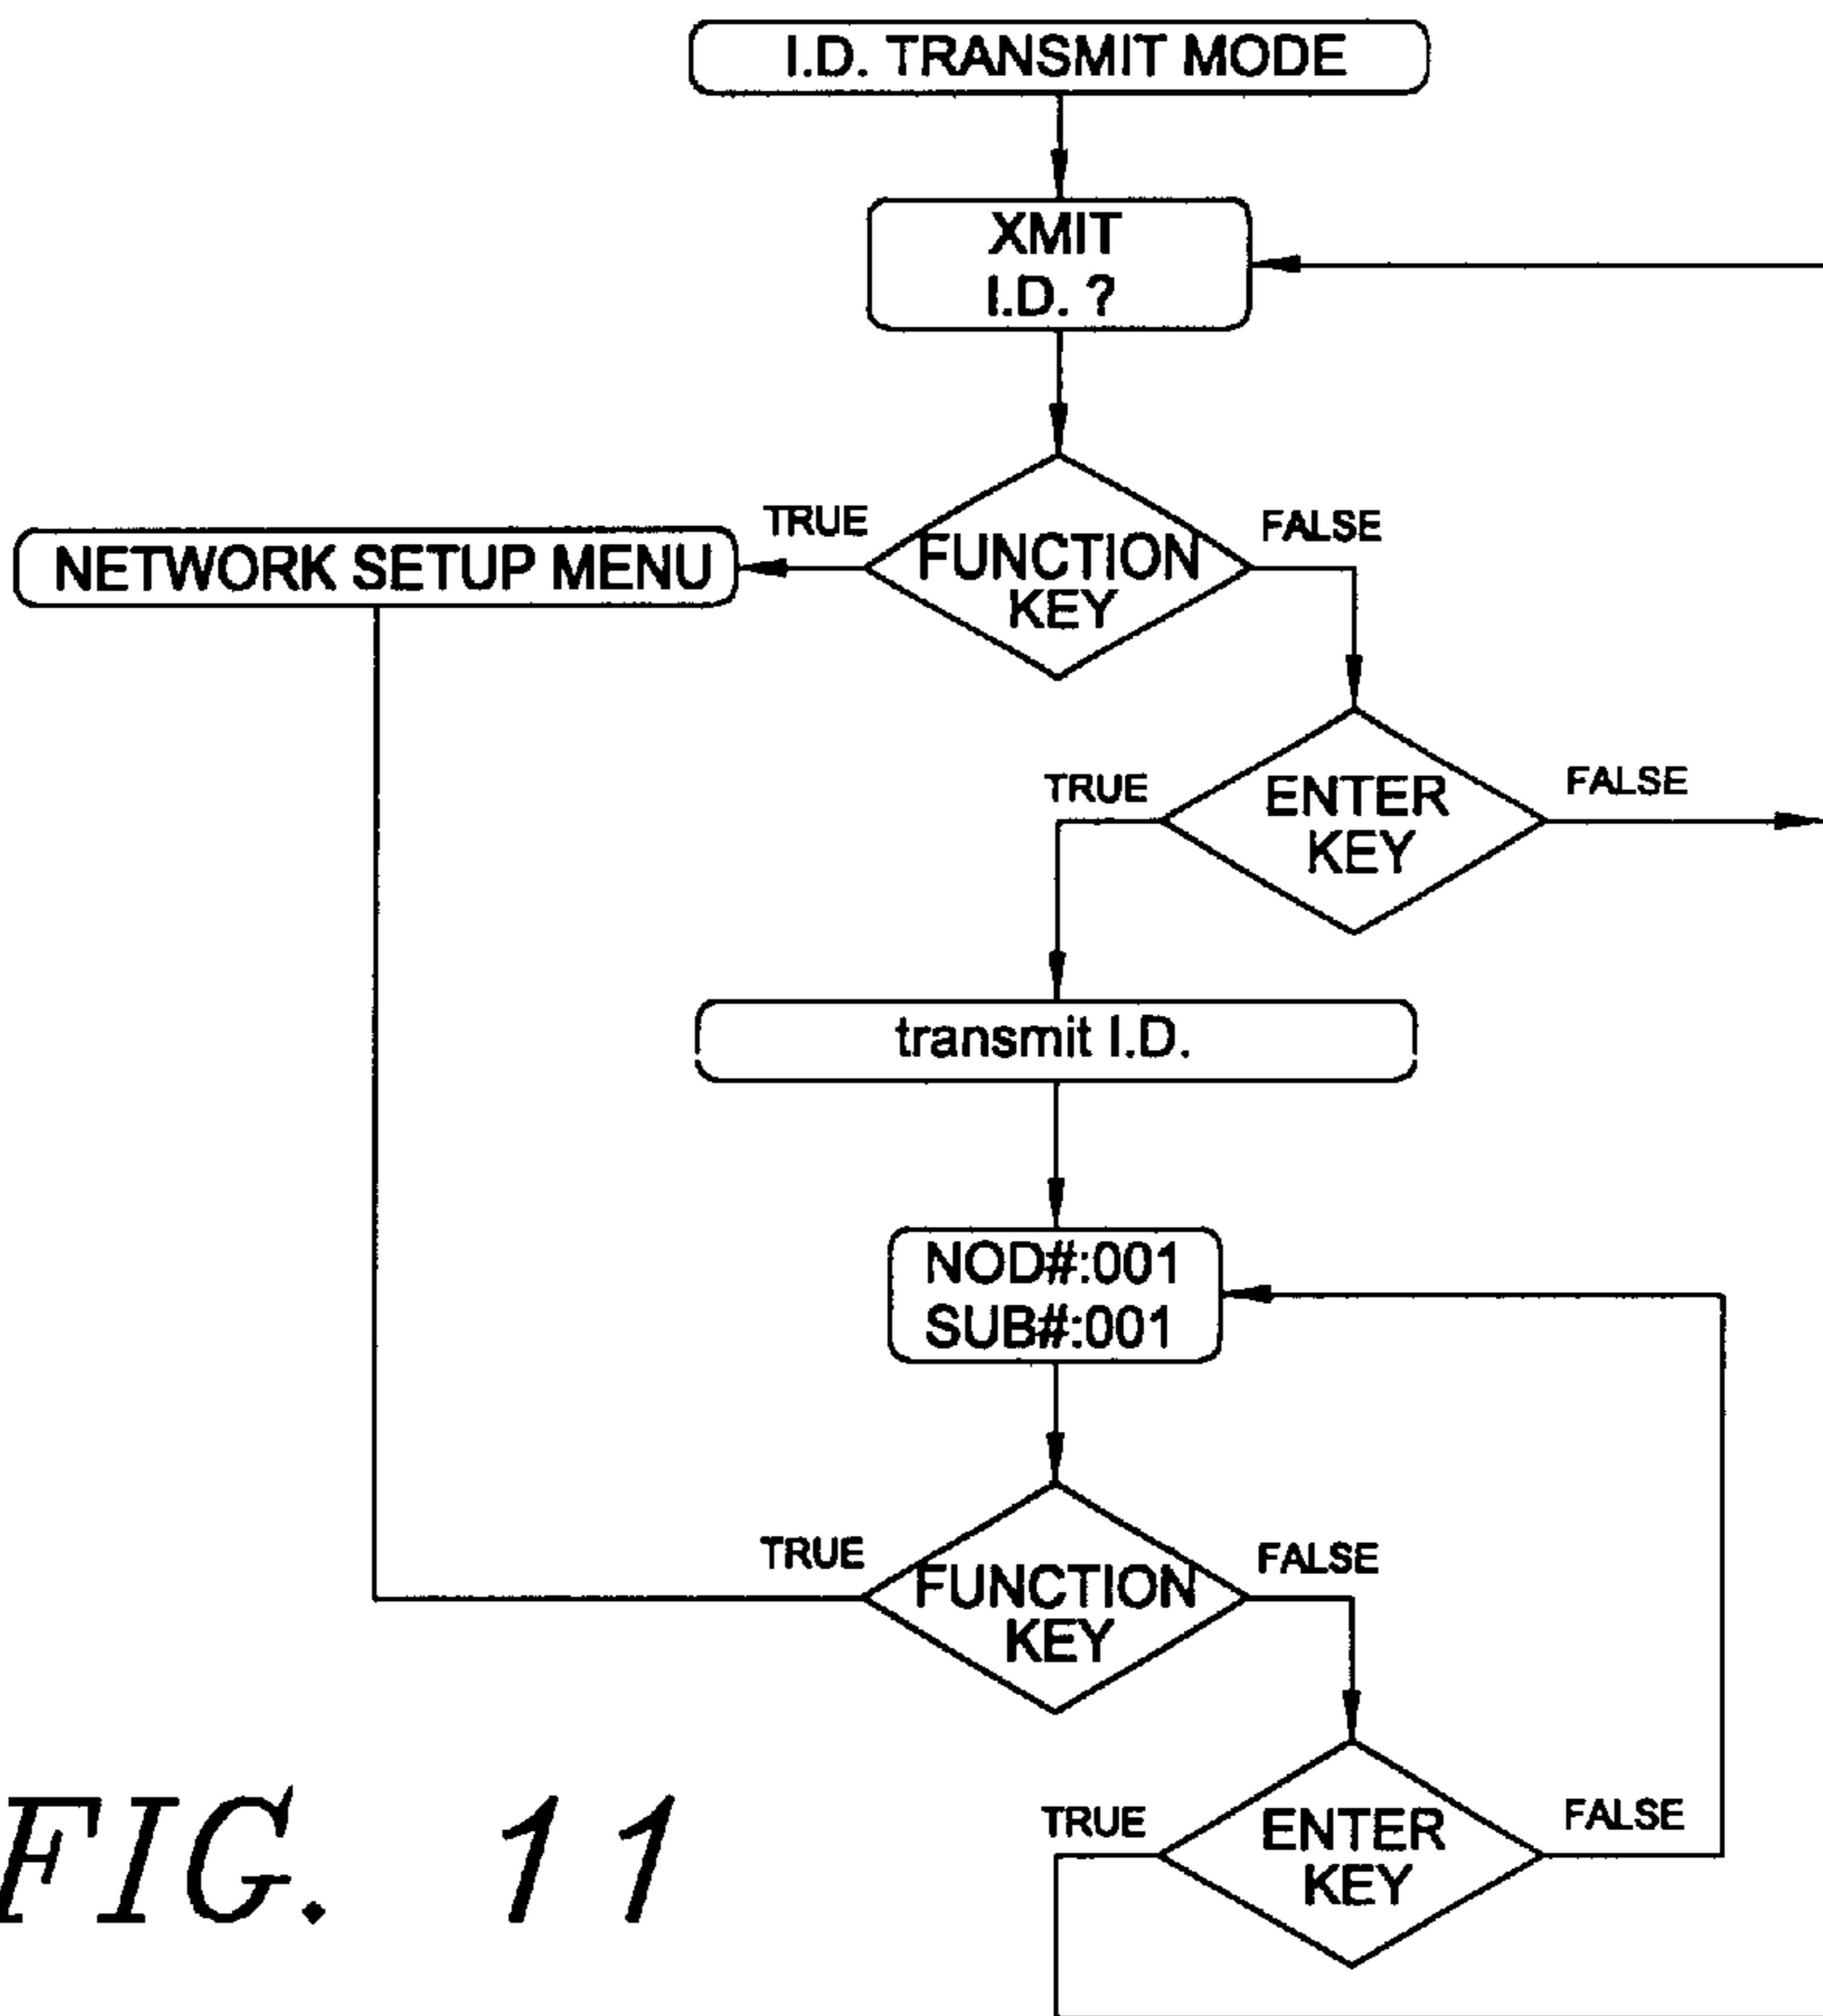 I.D. TRANSMIT MODE
XMIT
I.D. ?
TRUE
FALSE
NETWORK SETUP MENU
FUNCTION
KEY
TRUE
FALSE
ENTER
KEY
transmit I.D.
NOD#:001
SUB#:001
TRUE
FALSE
FUNCTION
KEY
TRUE
FALSE
ENTER
KEY
FIG. 11